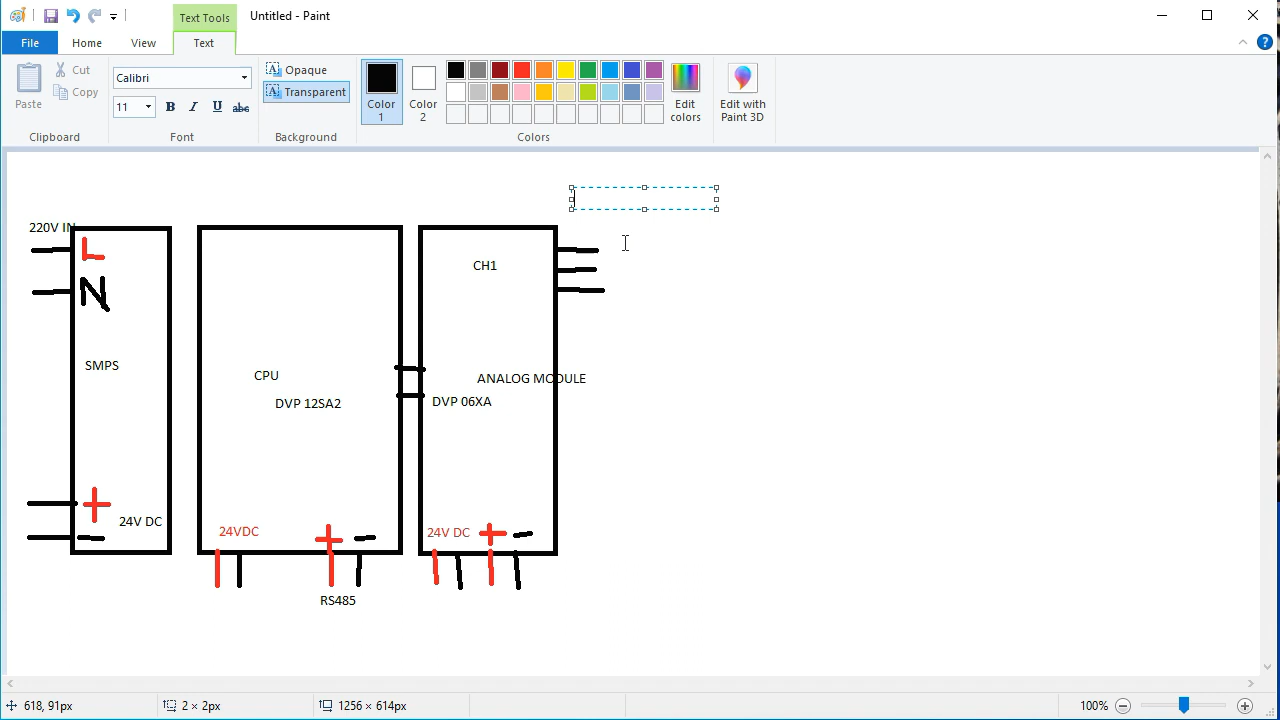 Text Tools
Untitled - Paint
File
Home
View
Text
Paste
Cut
Copy
Clipboard
Calibri
11
B I U abc
Font
Opaque
Transparent
Background
Color 1
Color 2
Colors
Edit colors
Edit with Paint 3D
220V IN
L
N
SMPS
+
24V DC
-
CPU
DVP 12SA2
24VDC
+ -
RS485
CH1
ANALOG MODULE
DVP 06XA
24V DC + -
618, 91px
2 × 2px
1256 × 614px
100%